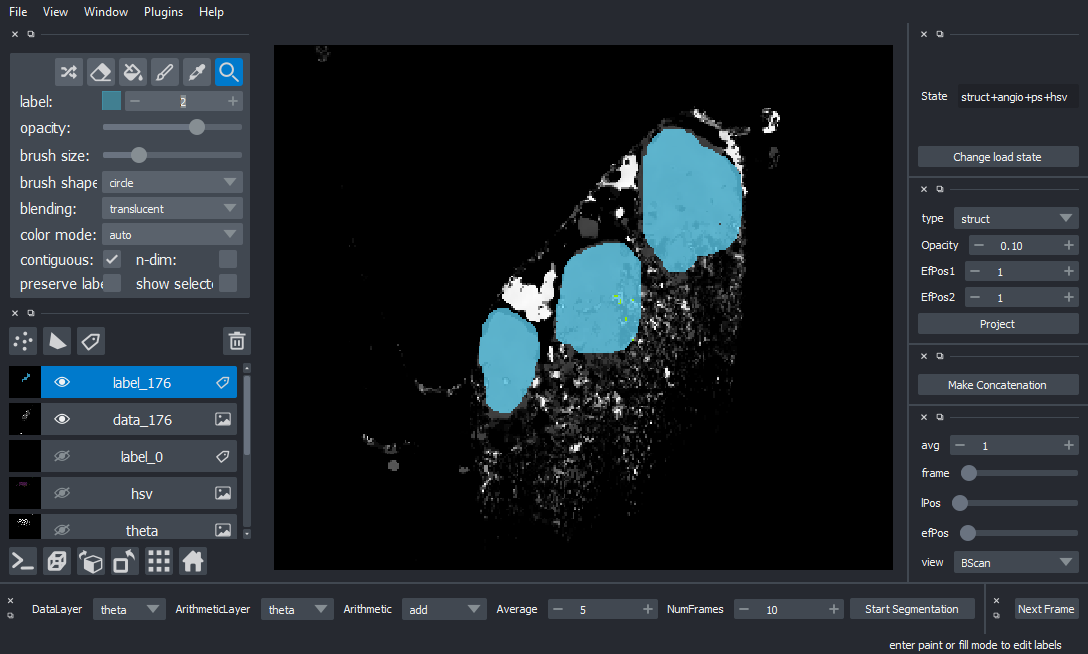 File View Window Plugins Help
label: 2
opacity:
brush size:
brush shape circle
blending: translucent
color mode: auto
contiguous: n-dim:
preserve labe show select
label_176
data_176
label_0
hsv
theta
State struct+angio+ps+hsv
Change load state
type struct
Opacity 0.10
EfPos1 1
EfPos2 1
Project
Make Concatenation
avg 1
frame
lPos
efPos
view BScan
DataLayer theta ArithmeticLayer theta Arithmetic add Average 5 NumFrames 10 Start Segmentation Next Frame
enter paint or fill mode to edit labels